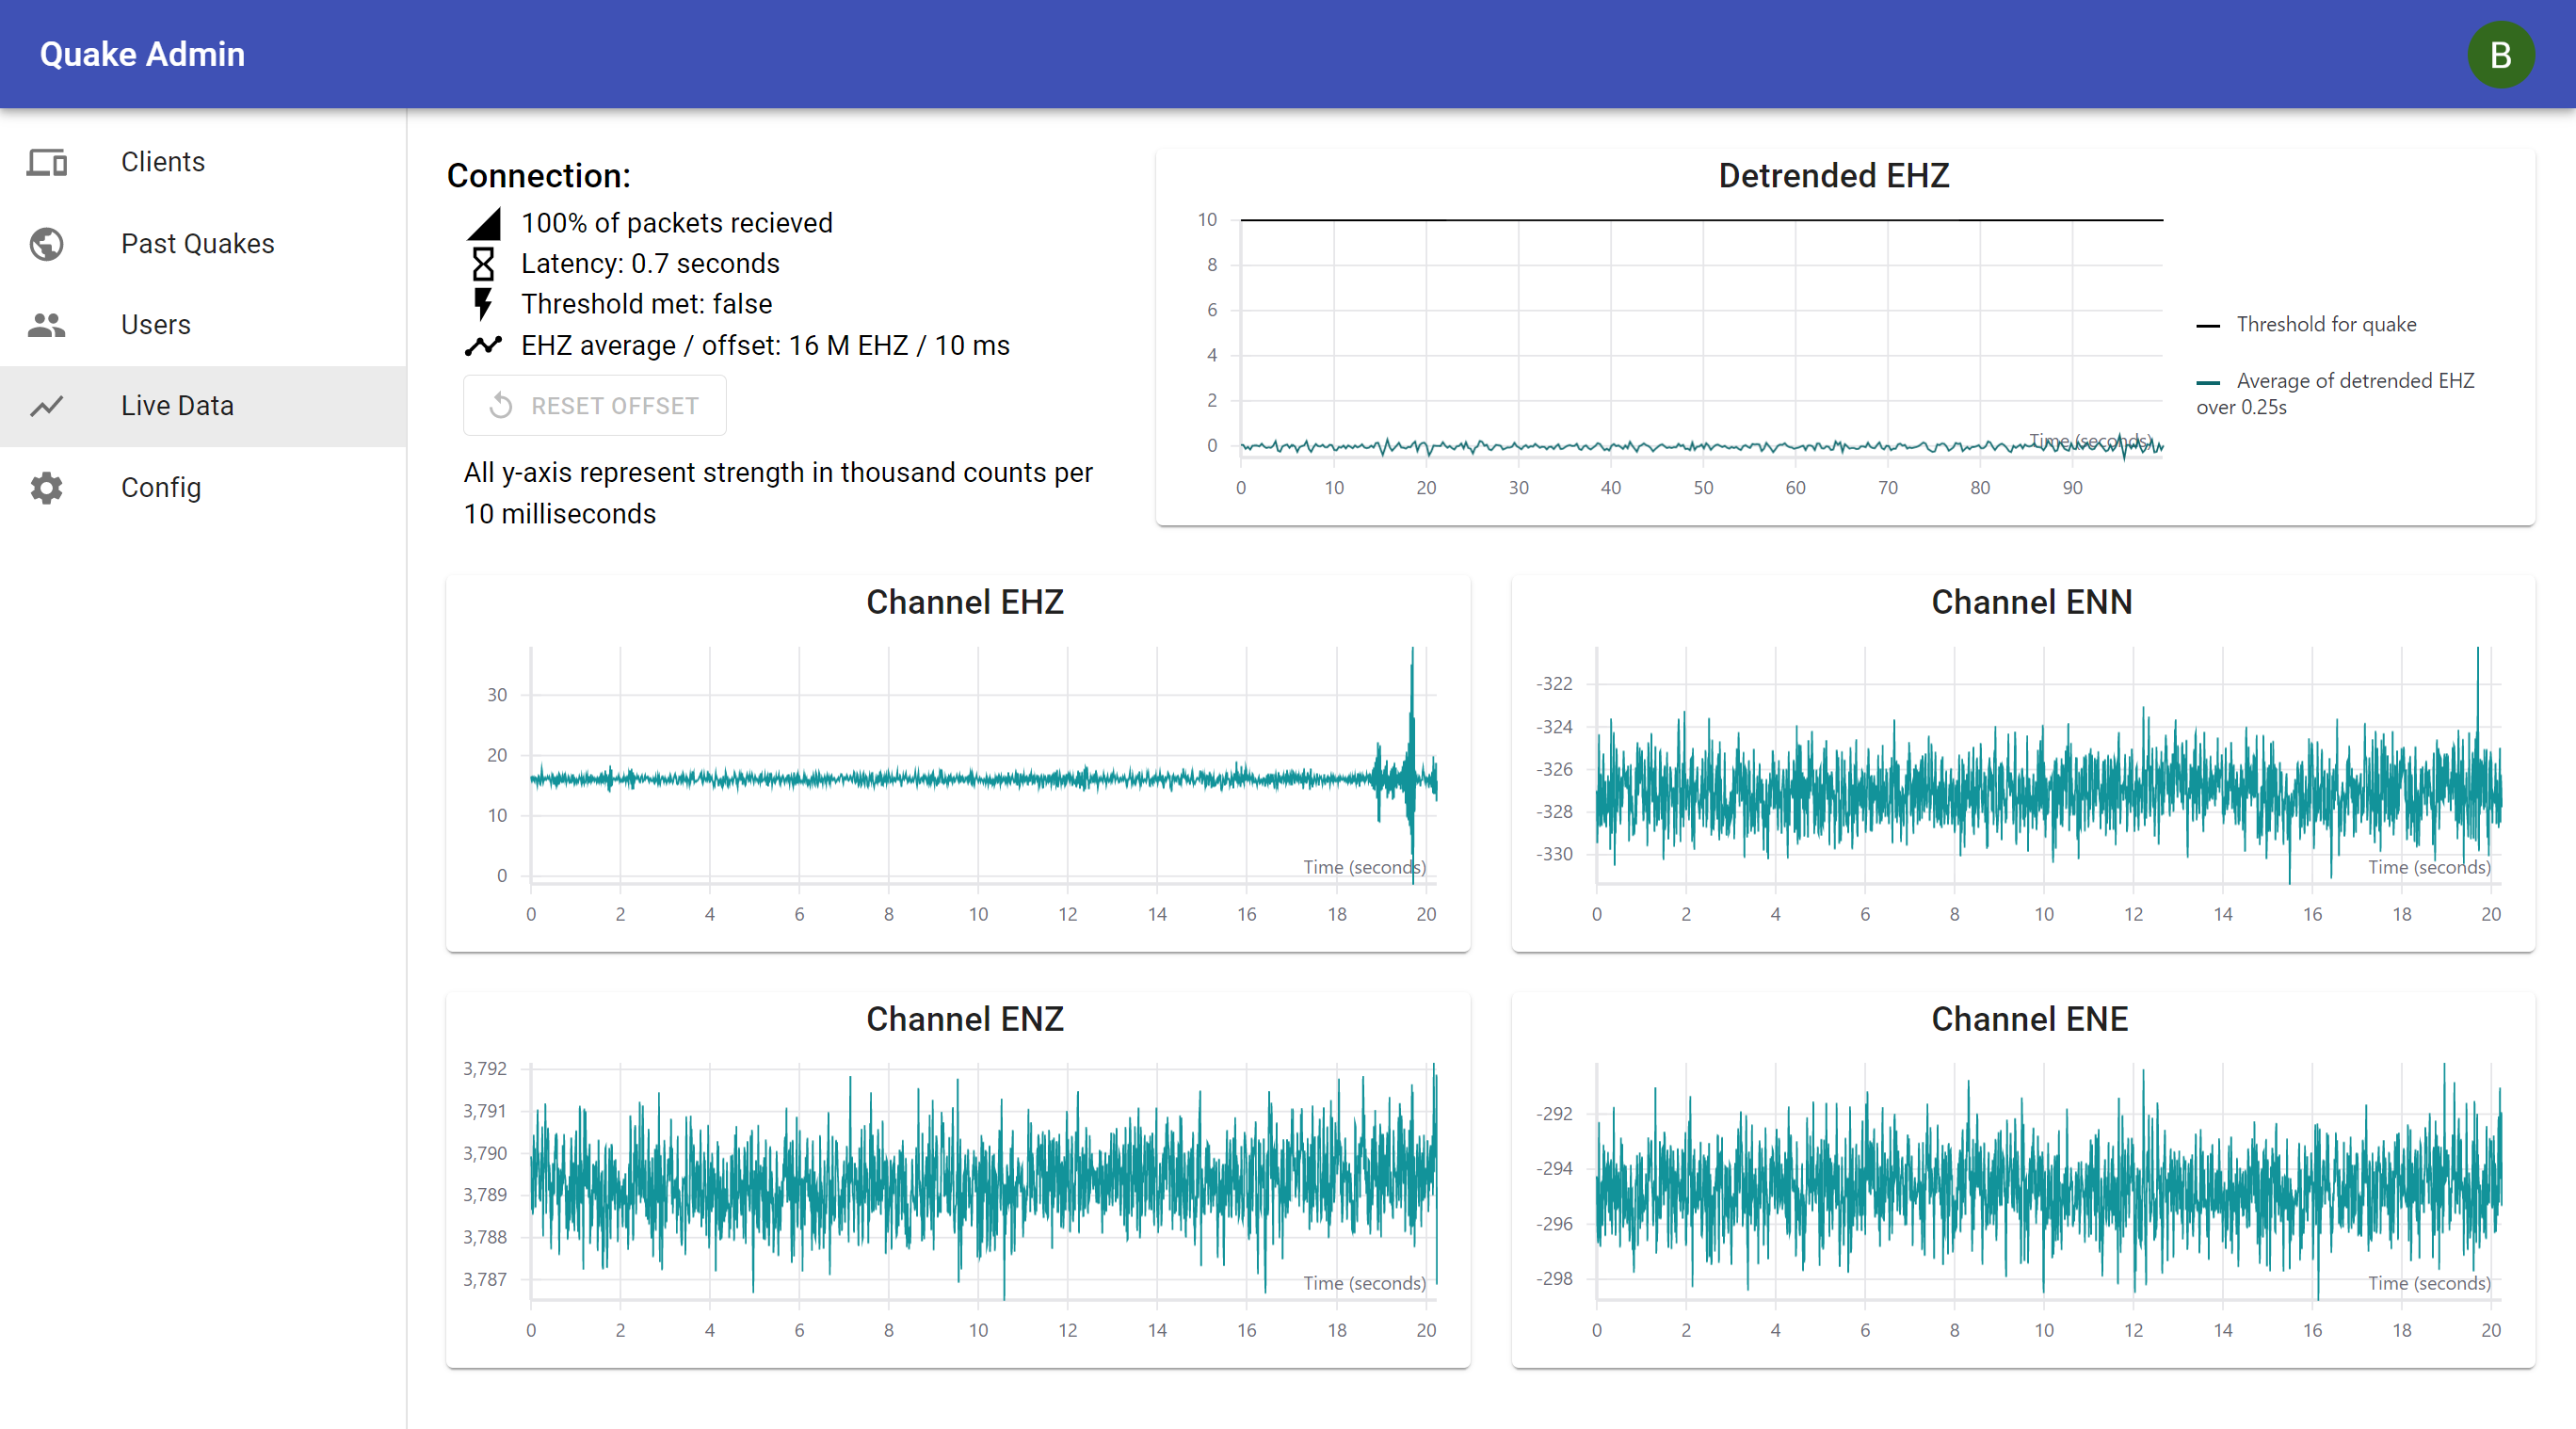 Quake Admin
B
Clients
Past Quakes
Users
Live Data
Config
Connection:
100% of packets recieved
Latency: 0.7 seconds
Threshold met: false
EHZ average / offset: 16 M EHZ / 10 ms
RESET OFFSET
All y-axis represent strength in thousand counts per
10 milliseconds
Detrended EHZ
10
8
6
4
2
0
Time (seconds)
0 10 20 30 40 50 60 70 80 90
Threshold for quake
Average of detrended EHZ
over 0.25s
Channel EHZ
30
20
10
0
Time (seconds)
0 2 4 6 8 10 12 14 16 18 20
Channel ENN
-322
-324
-326
-328
-330
Time (seconds)
0 2 4 6 8 10 12 14 16 18 20
Channel ENZ
3,792
3,791
3,790
3,789
3,788
3,787
Time (seconds)
0 2 4 6 8 10 12 14 16 18 20
Channel ENE
-292
-294
-296
-298
Time (seconds)
0 2 4 6 8 10 12 14 16 18 20